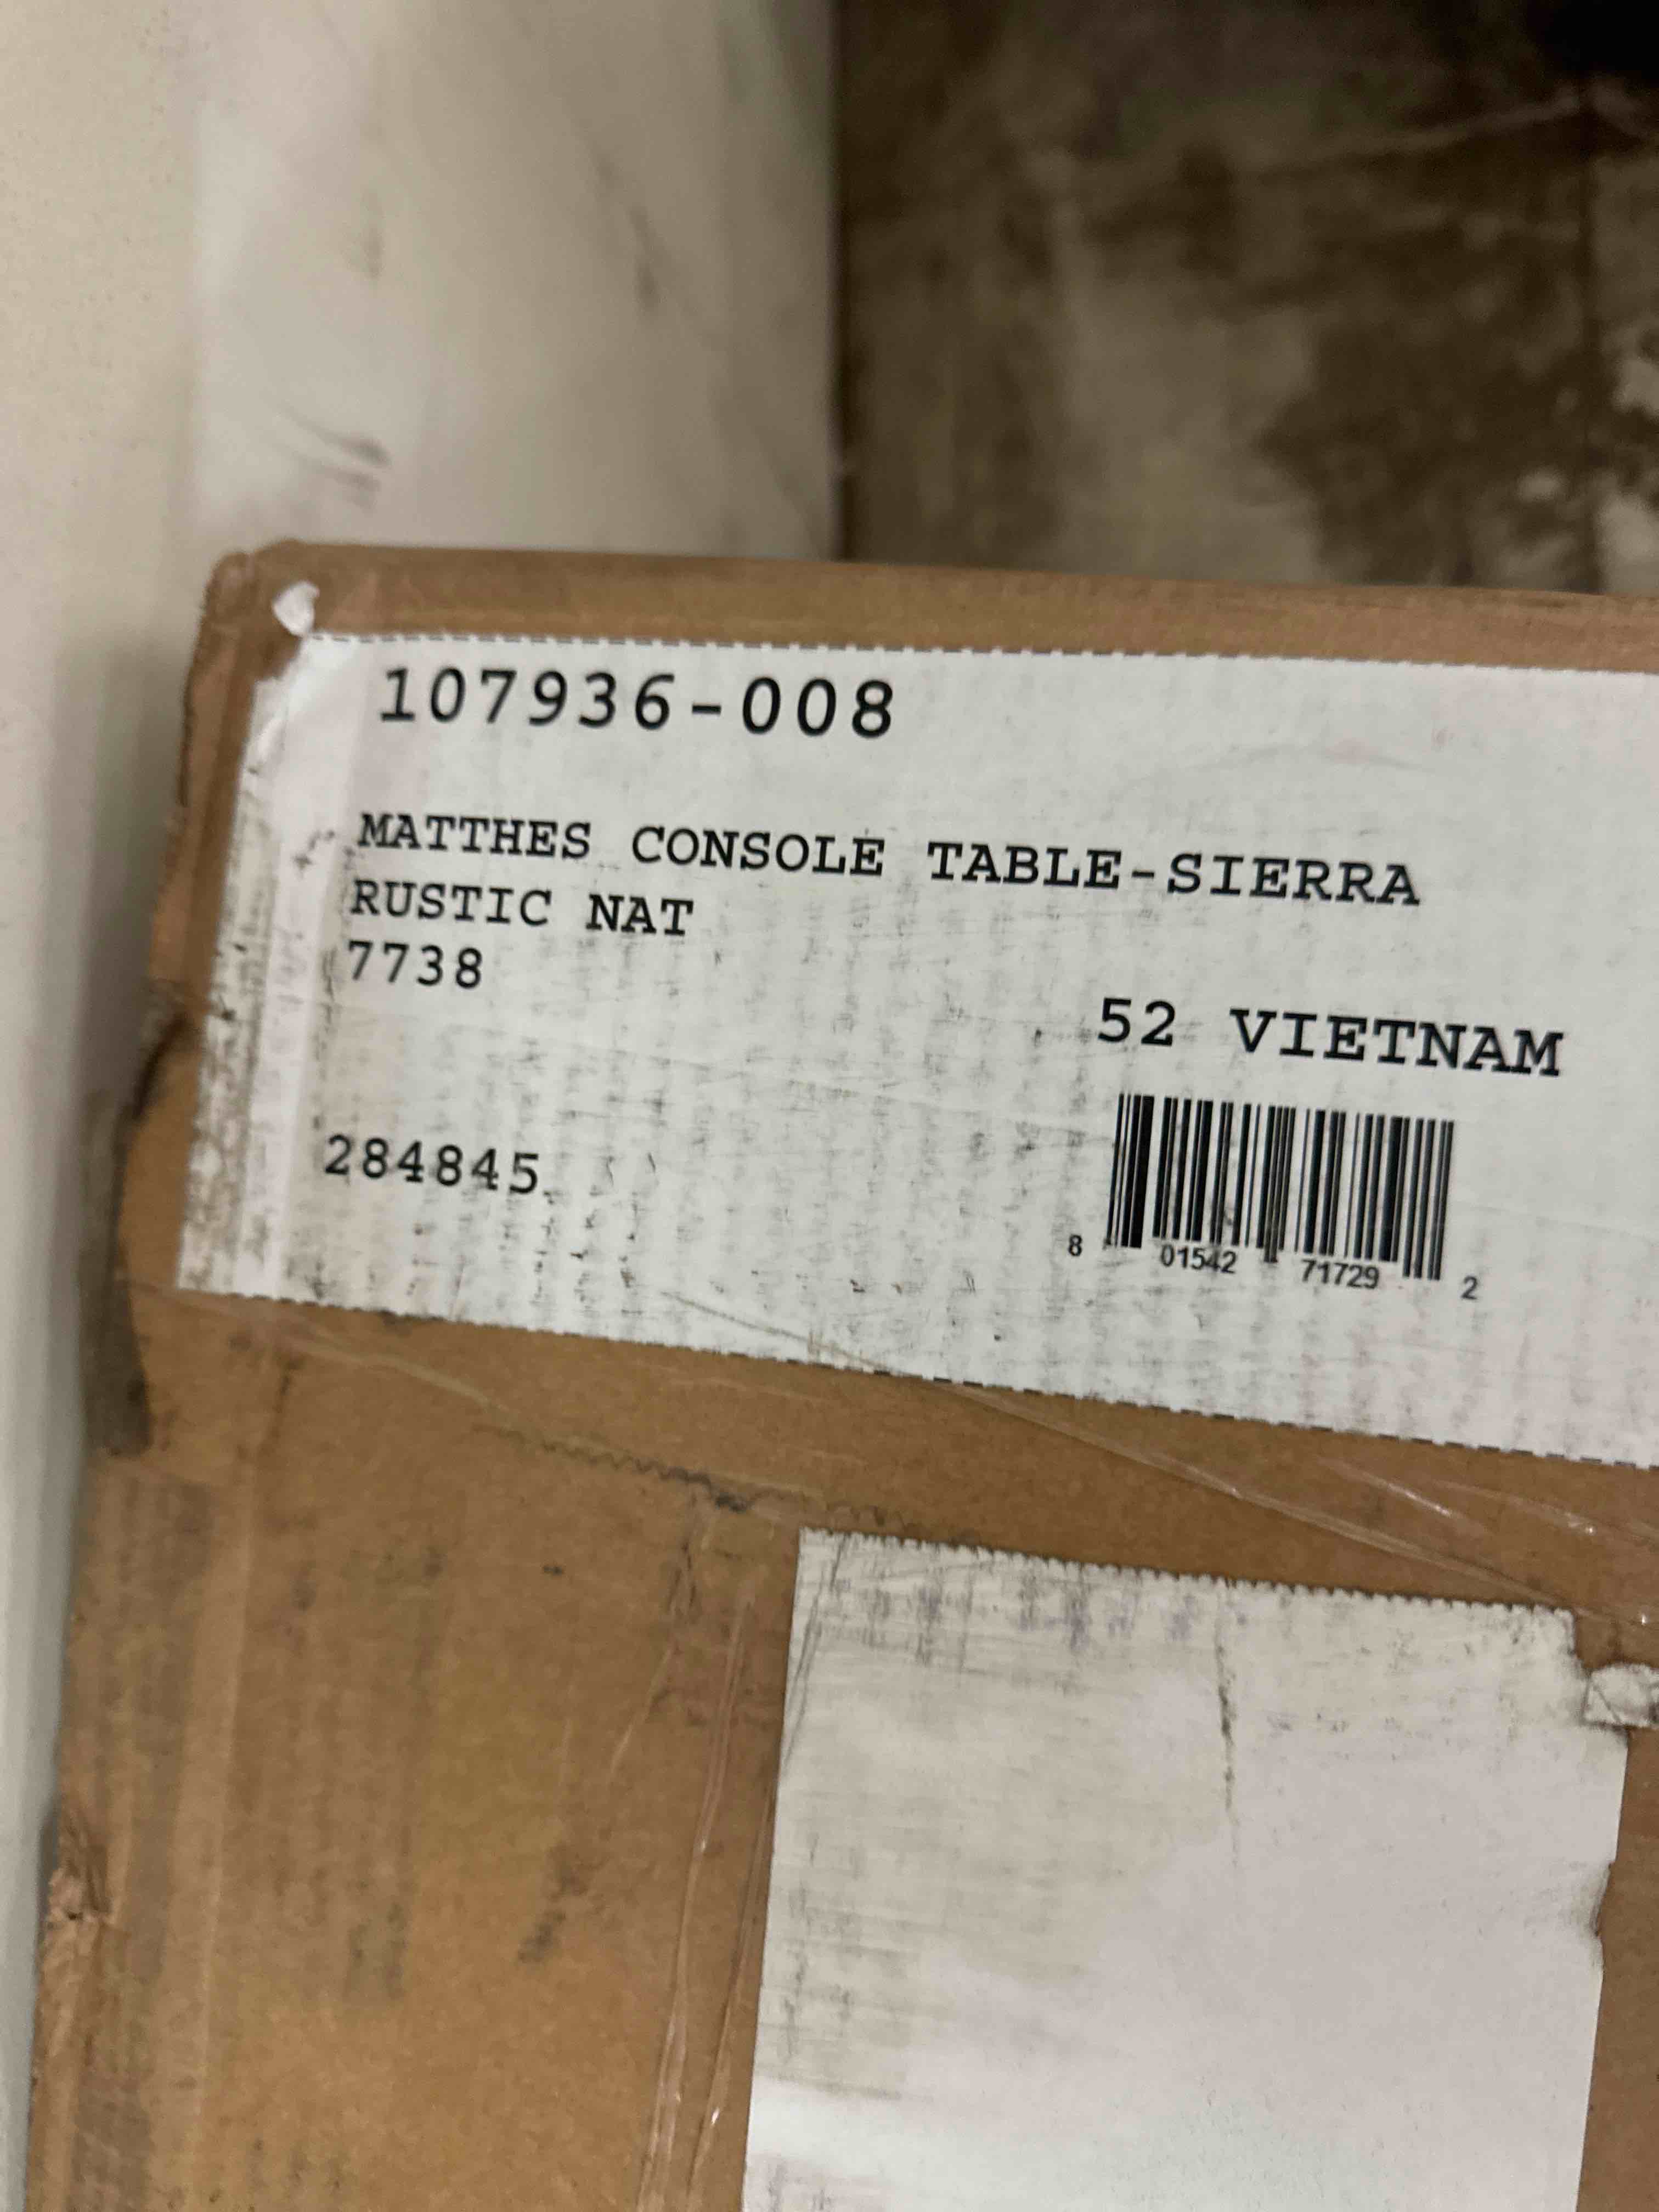 107936-008
MATTHES CONSOLE TABLE-SIERRA
RUSTIC NAT
7738
52 VIETNAM
284845
8 01542 71729 2